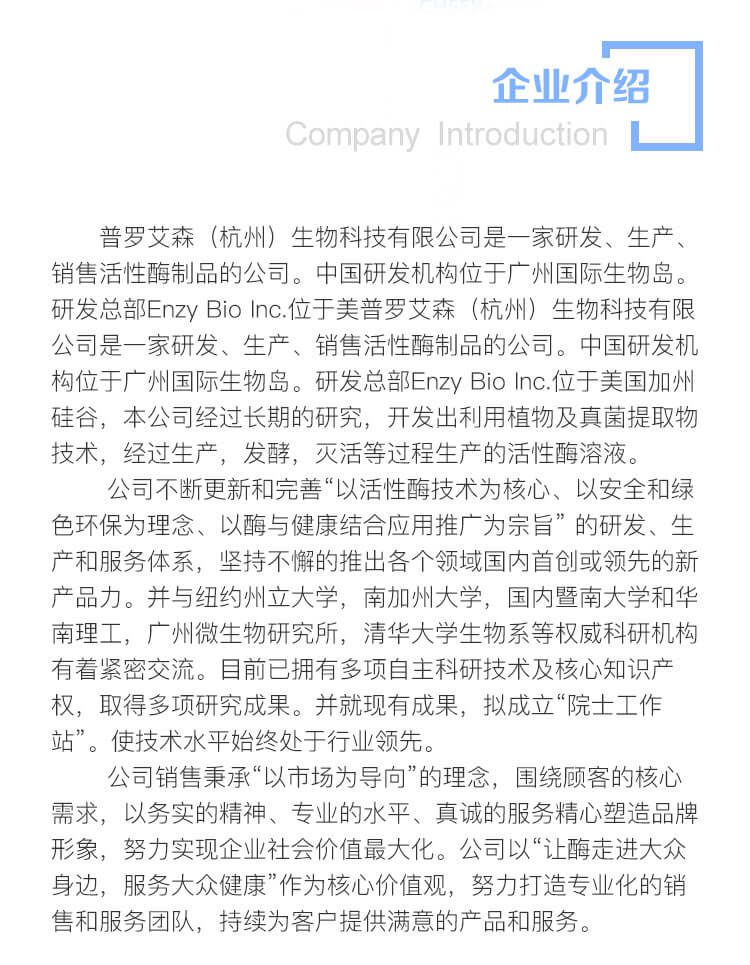 企业介绍
Company Introduction
普罗艾森（杭州）生物科技有限公司是一家研发、生产、
销售活性酶制品的公司。中国研发机构位于广州国际生物岛。
研发总部Enzy Bio Inc.位于美普罗艾森（杭州）生物科技有限
公司是一家研发、生产、销售活性酶制品的公司。中国研发机
构位于广州国际生物岛。研发总部Enzy Bio Inc.位于美国加州
硅谷，本公司经过长期的研究，开发出利用植物及真菌提取物
技术，经过生产，发酵，灭活等过程生产的活性酶溶液。
公司不断更新和完善“以活性酶技术为核心、以安全和绿
色环保为理念、以酶与健康结合应用推广为宗旨” 的研发、生
产和服务体系，坚持不懈的推出各个领域国内首创或领先的新
产品力。并与纽约州立大学，南加州大学，国内暨南大学和华
南理工，广州微生物研究所，清华大学生物系等权威科研机构
有着紧密交流。目前已拥有多项自主科研技术及核心知识产
权，取得多项研究成果。并就现有成果，拟成立“院士工作
站”。使技术水平始终处于行业领先。
公司销售秉承“以市场为导向”的理念，围绕顾客的核心
需求，以务实的精神、专业的水平、真诚的服务精心塑造品牌
形象，努力实现企业社会价值最大化。公司以“让酶走进大众
身边，服务大众健康”作为核心价值观，努力打造专业化的销
售和服务团队，持续为客户提供满意的产品和服务。